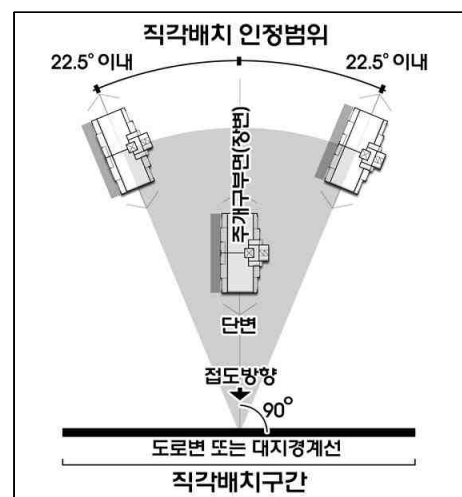 직각배치 인정범위
22.5° 이내
22.5° 이내
주개구부면(장변)
단변
접도방향
90°
도로변 또는 대지경계선
직각배치구간